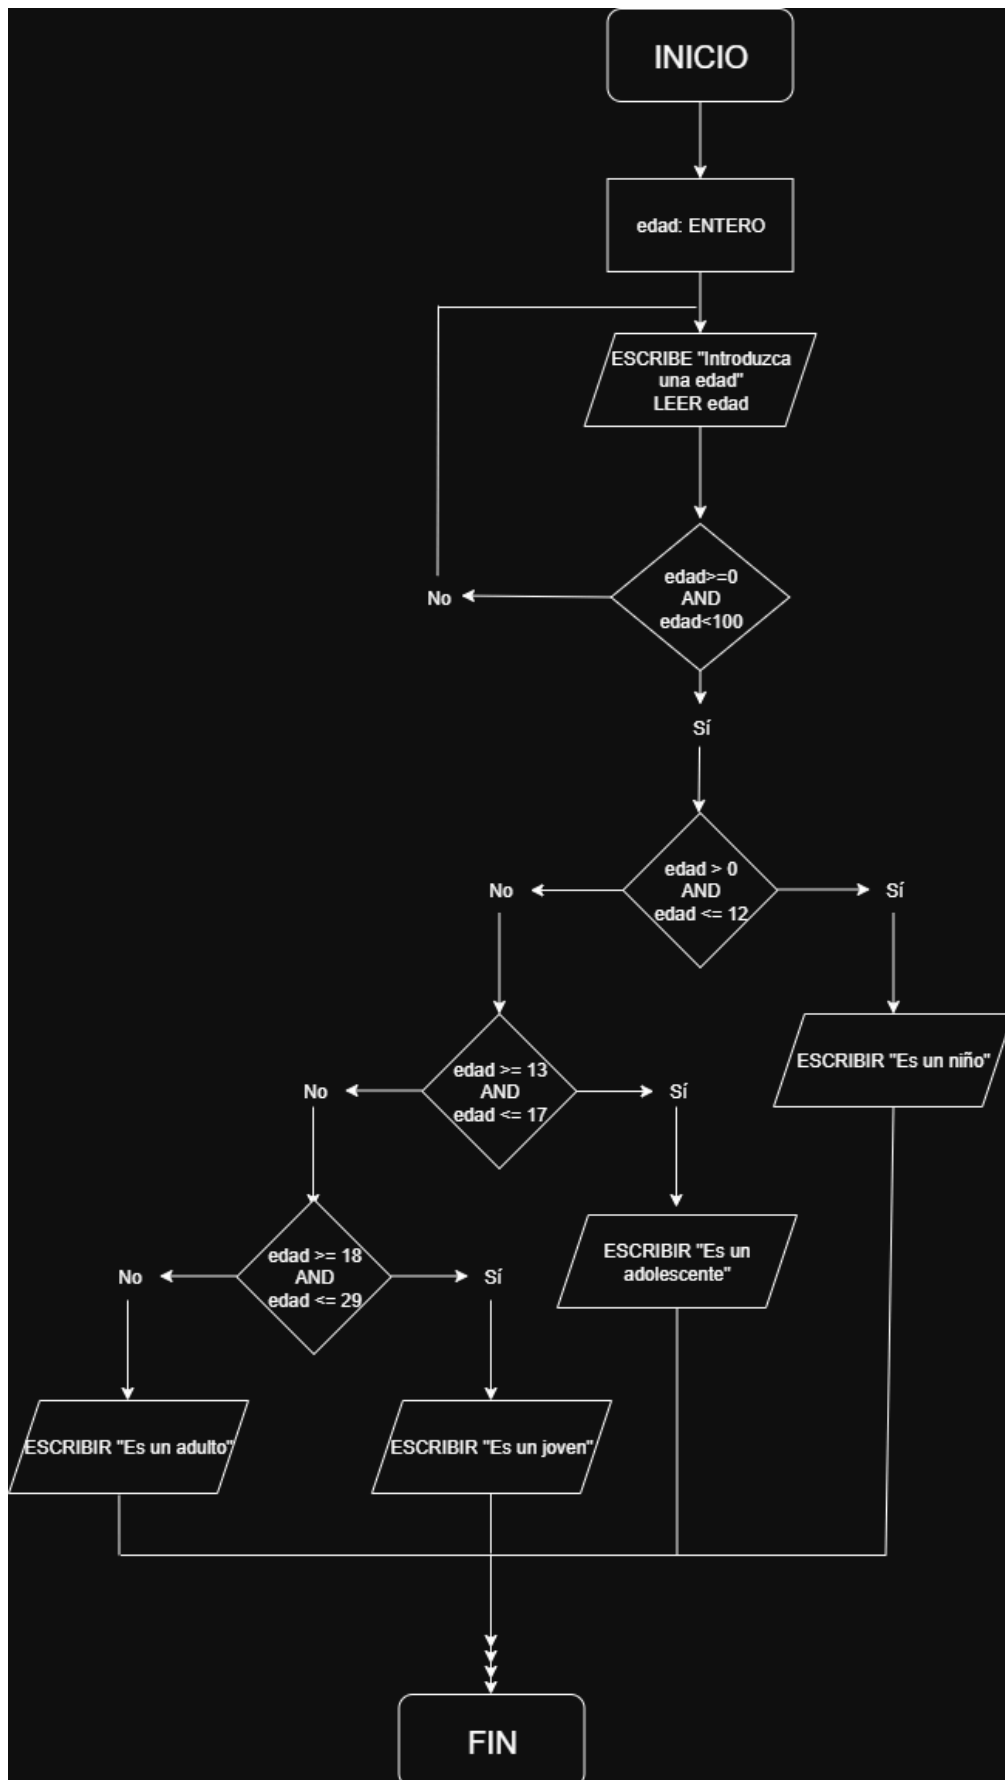 INICIO
edad: ENTERO
ESCRIBE "Introduzca
una edad"
LEER edad
edad>=0
AND
edad<100
No
Sí
edad > 0
AND
edad <= 12
No
Sí
ESCRIBIR "Es un niño"
edad >= 13
AND
edad <= 17
No
Sí
ESCRIBIR "Es un
adolescente"
edad >= 18
AND
edad <= 29
No
Sí
ESCRIBIR "Es un adulto"
ESCRIBIR "Es un joven"
FIN